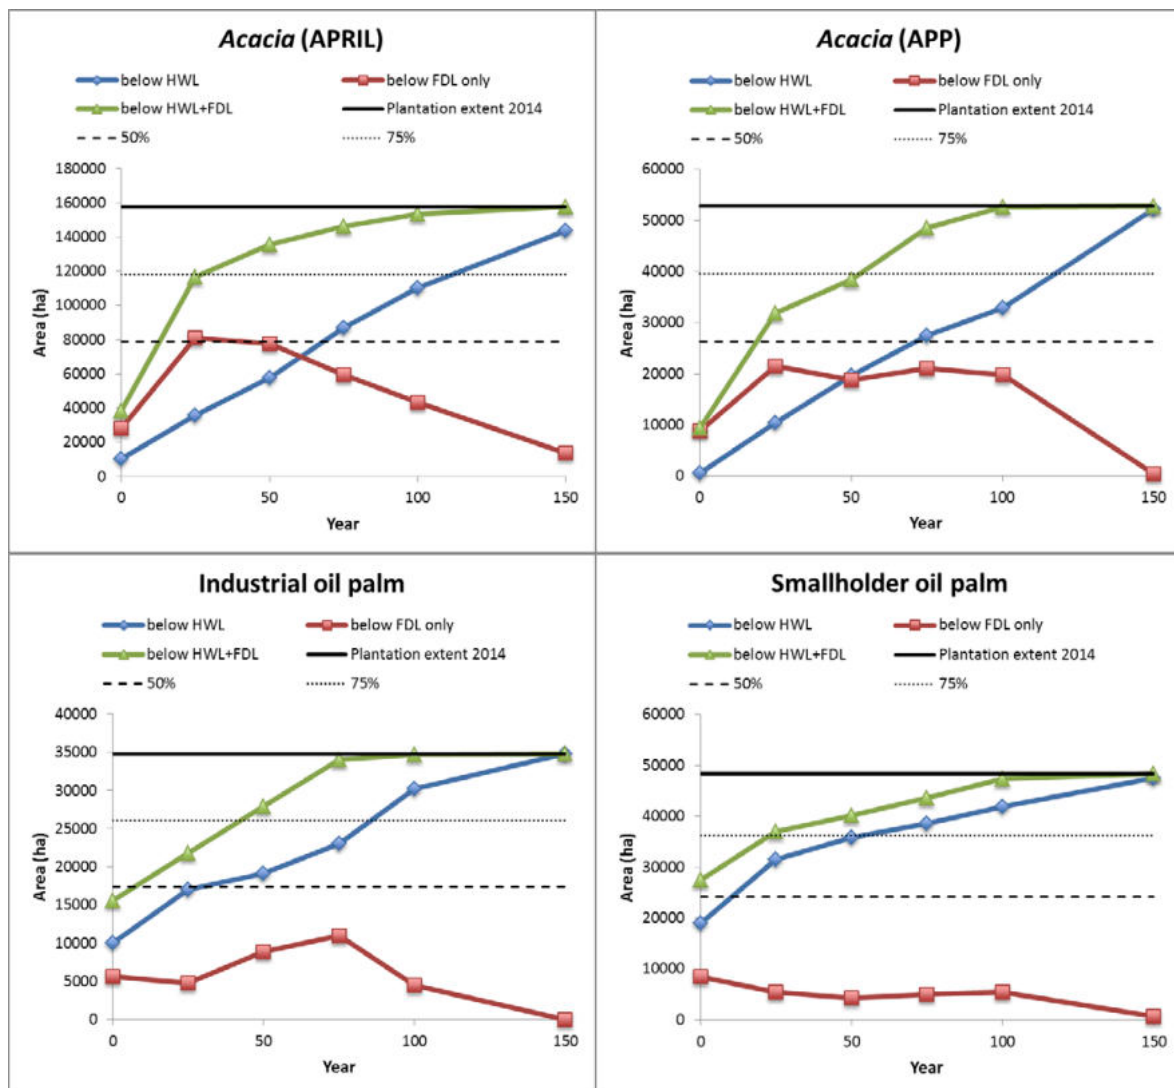 Acacia (APRIL)
below HWL
below FDL only
below HWL+FDL
Plantation extent 2014
50%
75%
180000
160000
140000
120000
100000
80000
60000
40000
20000
0
Area (ha)
0
50
100
150
Year
Acacia (APP)
below HWL
below FDL only
below HWL+FDL
Plantation extent 2014
50%
75%
60000
50000
40000
30000
20000
10000
0
Area (ha)
0
50
100
150
Year
Industrial oil palm
below HWL
below FDL only
below HWL+FDL
Plantation extent 2014
50%
75%
40000
35000
30000
25000
20000
15000
10000
5000
0
Area (ha)
0
50
100
150
Year
Smallholder oil palm
below HWL
below FDL only
below HWL+FDL
Plantation extent 2014
50%
75%
60000
50000
40000
30000
20000
10000
0
Area (ha)
0
50
100
150
Year